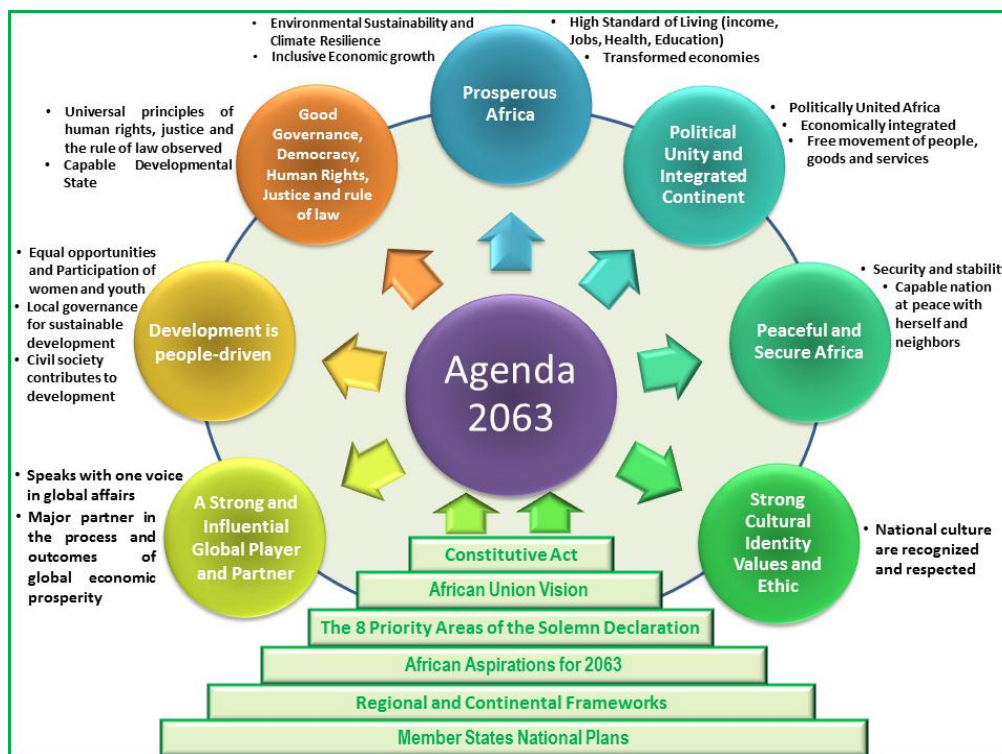 • Environmental Sustainability and
Climate Resilience
• Inclusive Economic growth
• High Standard of Living (income,
Jobs, Health, Education)
• Transformed economies
Prosperous
Africa
• Universal principles of
human rights, justice and
the rule of law observed
• Capable Developmental
State
Good
Governance,
Democracy,
Human Rights,
Justice and rule
of law
Political
Unity and
Integrated
Continent
• Politically United Africa
• Economically integrated
• Free movement of people,
goods and services
• Equal opportunities
and Participation of
women and youth
• Local governance
for sustainable
development
• Civil society
contributes to
development
Development is
people-driven
Agenda
2063
Peaceful and
Secure Africa
• Security and stability
• Capable nation
at peace with
herself and
neighbors
• Speaks with one voice
in global affairs
• Major partner in
the process and
outcomes of
global economic
prosperity
A Strong and
Influential
Global Player
and Partner
Strong
Cultural
Identity
Values and
Ethic
• National culture
are recognized
and respected
Constitutive Act
African Union Vision
The 8 Priority Areas of the Solemn Declaration
African Aspirations for 2063
Regional and Continental Frameworks
Member States National Plans